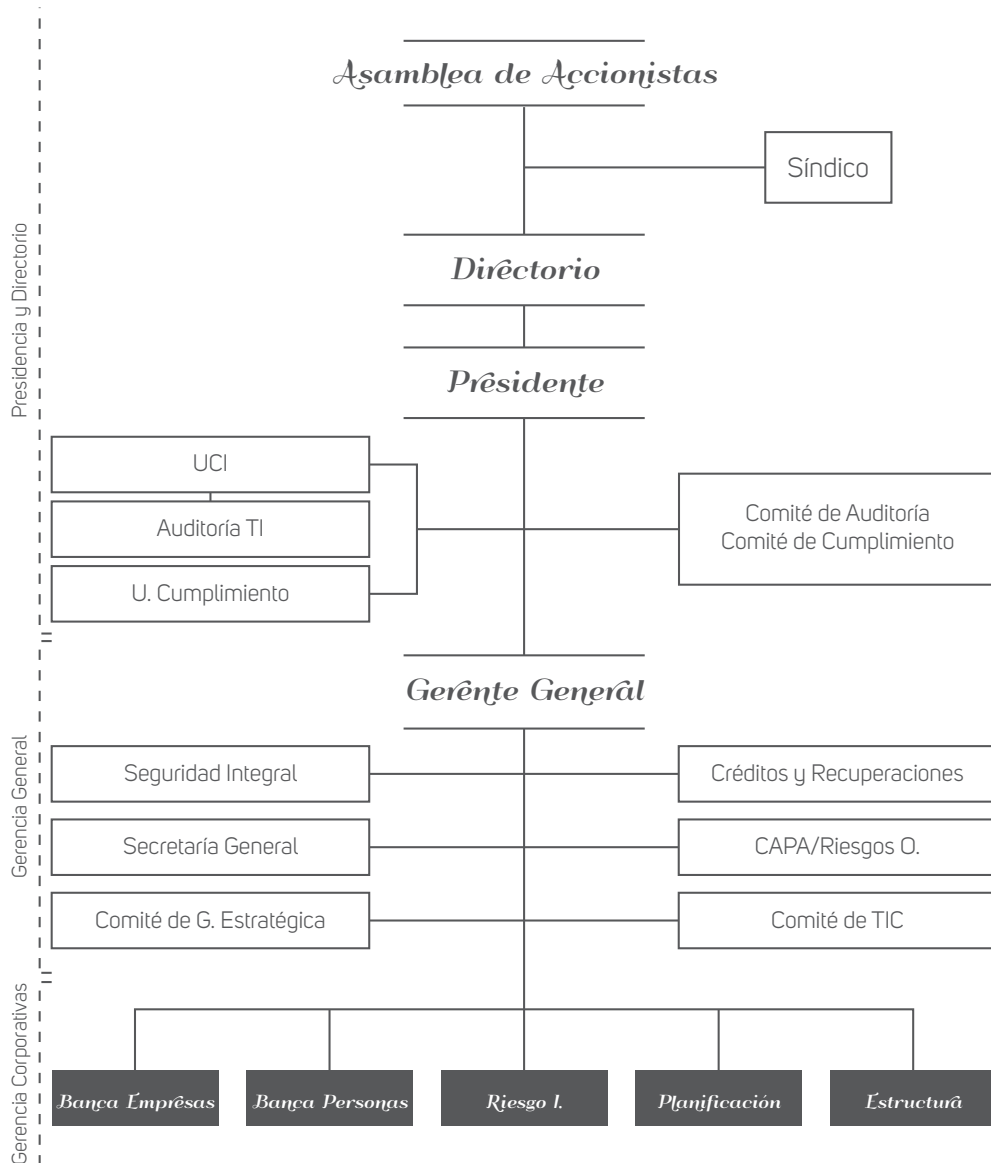 Asamblea de Accionistas
Síndico
Directorio
Presidente
Presidencia y Directorio
UCI
Auditoría TI
U. Cumplimiento
Comité de Auditoría
Comité de Cumplimiento
Gerente General
Gerencia General
Seguridad Integral
Créditos y Recuperaciones
Secretaría General
CAPA/Riesgos O.
Comité de G. Estratégica
Comité de TIC
Gerencia Corporativas
Banca Empresas
Banca Personas
Riesgo I.
Planificación
Estructura